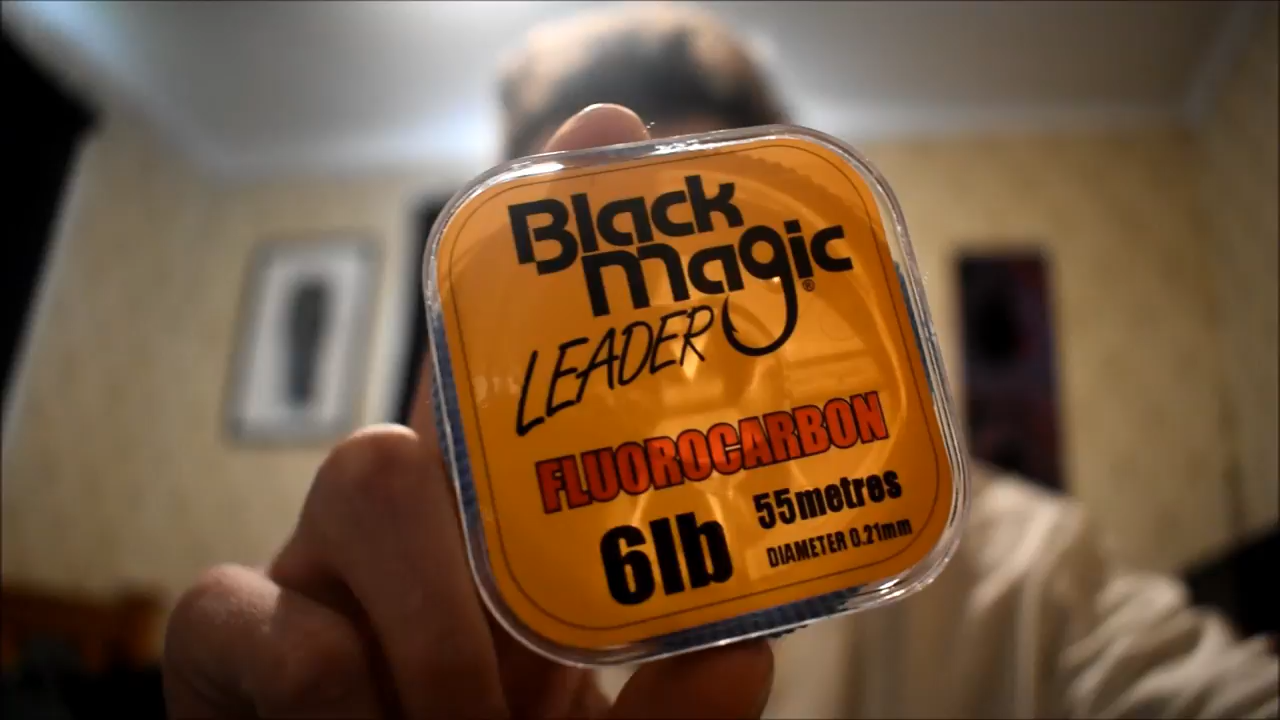 Black
magic®
LEADER
FLUOROCARBON
6lb
55metres
DIAMETER 0.21mm